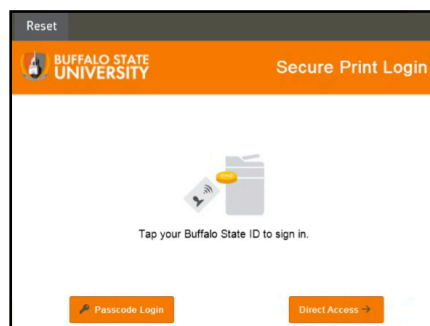 Reset
BUFFALO STATE
UNIVERSITY
Secure Print Login
Tap your Buffalo State ID to sign in.
Passcode Login
Direct Access →